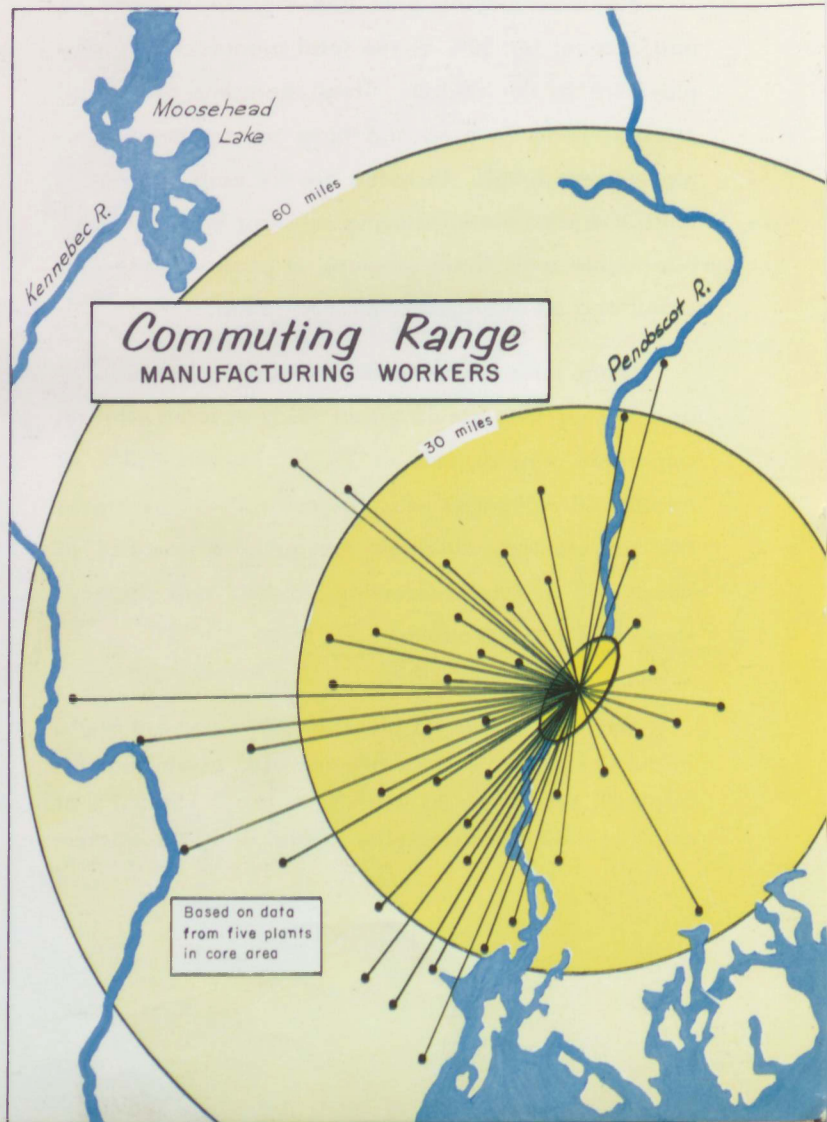 Moosehead
Lake
60 miles
Kennebec R.
Commuting Range
MANUFACTURING WORKERS
Penobscot R.
30 miles
Based on data
from five plants
in core area